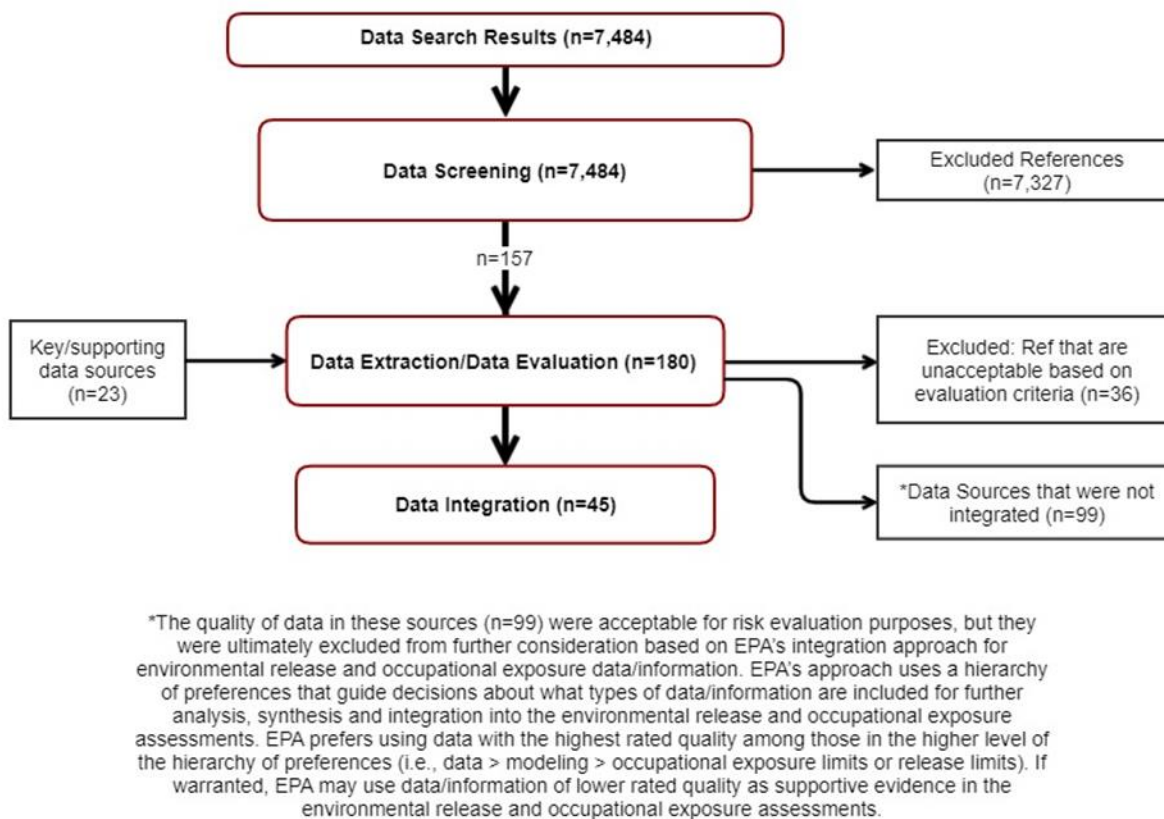 Data Search Results (n=7,484)
Data Screening (n=7,484)
Excluded References
(n=7,327)
n=157
Key/supporting
data sources
(n=23)
Data Extraction/Data Evaluation (n=180)
Excluded: Ref that are
unacceptable based on
evaluation criteria (n=36)
Data Integration (n=45)
*Data Sources that were not
integrated (n=99)
*The quality of data in these sources (n=99) were acceptable for risk evaluation purposes, but they
were ultimately excluded from further consideration based on EPA's integration approach for
environmental release and occupational exposure data/information. EPA's approach uses a hierarchy
of preferences that guide decisions about what types of data/information are included for further
analysis, synthesis and integration into the environmental release and occupational exposure
assessments. EPA prefers using data with the highest rated quality among those in the higher level of
the hierarchy of preferences (i.e., data > modeling > occupational exposure limits or release limits). If
warranted, EPA may use data/information of lower rated quality as supportive evidence in the
environmental release and occupational exposure assessments.